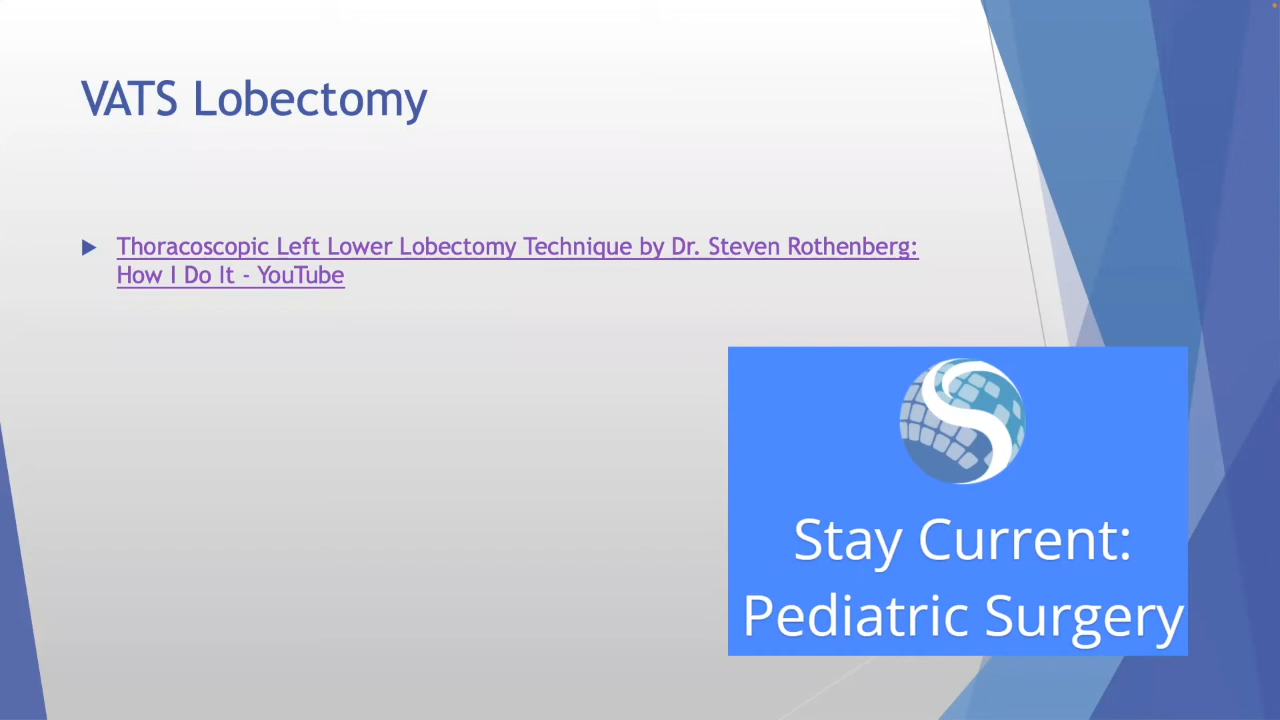 VATS Lobectomy
Thoracoscopic Left Lower Lobectomy Technique by Dr. Steven Rothenberg:
How I Do It - YouTube
Stay Current:
Pediatric Surgery